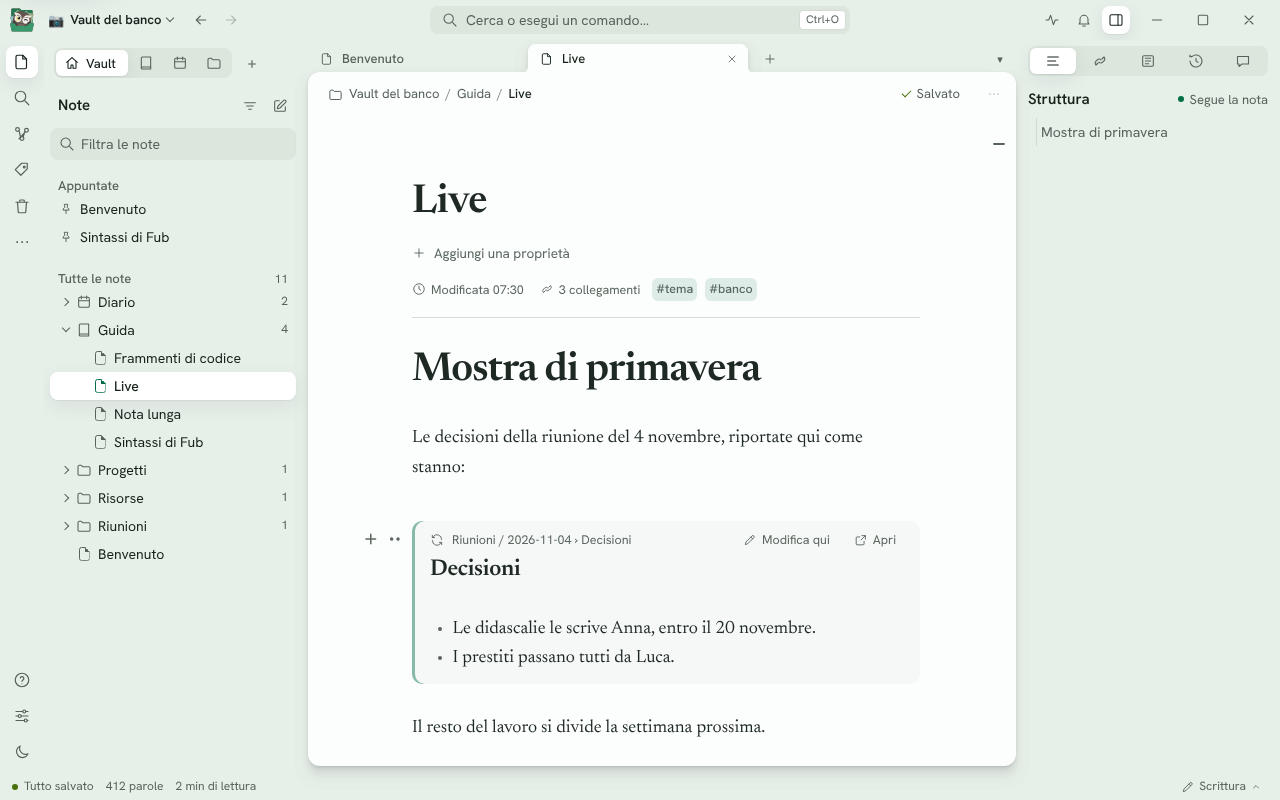 Vault del banco
Cerca o esegui un comando...
Ctrl+O
Vault
Benvenuto
Live
Note
Filtra le note
Appuntate
Benvenuto
Sintassi di Fub
Tutte le note 11
Diario 2
Guida 4
Frammenti di codice
Live
Nota lunga
Sintassi di Fub
Progetti 1
Risorse 1
Riunioni 1
Benvenuto
Vault del banco / Guida / Live
Salvato
Live
Aggiungi una proprietà
Modificata 07:30 3 collegamenti #tema #banco
Mostra di primavera
Le decisioni della riunione del 4 novembre, riportate qui come
stanno:
Riunioni / 2026-11-04 › Decisioni Modifica qui Apri
Decisioni
• Le didascalie le scrive Anna, entro il 20 novembre.
• I prestiti passano tutti da Luca.
Il resto del lavoro si divide la settimana prossima.
Struttura Segue la nota
Mostra di primavera
Tutto salvato 412 parole 2 min di lettura
Scrittura